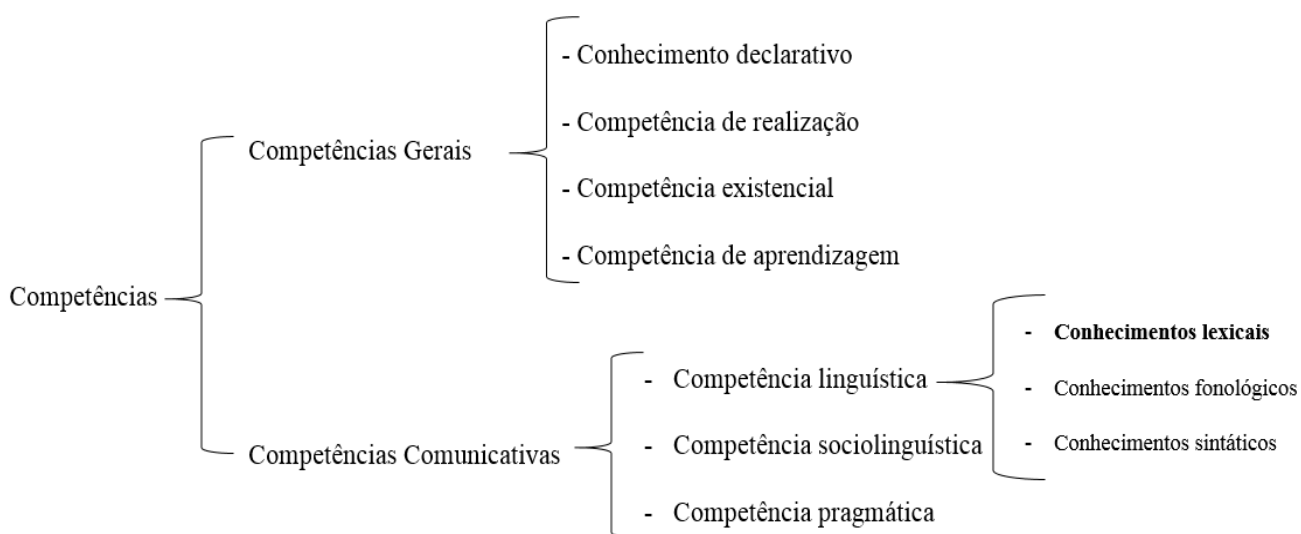 Competências
Competências Gerais
- Conhecimento declarativo
- Competência de realização
- Competência existencial
- Competência de aprendizagem
Competências Comunicativas
- Competência linguística
- Competência sociolinguística
- Competência pragmática
- Conhecimentos lexicais
- Conhecimentos fonológicos
- Conhecimentos sintáticos